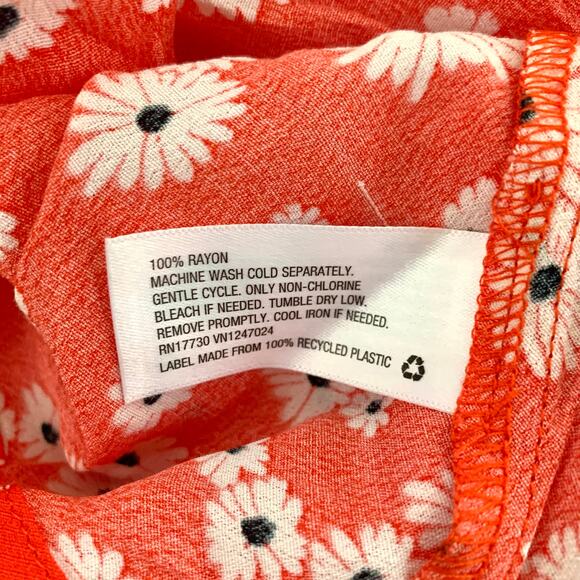 100% RAYON
MACHINE WASH COLD SEPARATELY.
GENTLE CYCLE. ONLY NON-CHLORINE
BLEACH IF NEEDED. TUMBLE DRY LOW.
REMOVE PROMPTLY. COOL IRON IF NEEDED.
RN17730 VN1247024
LABEL MADE FROM 100% RECYCLED PLASTIC